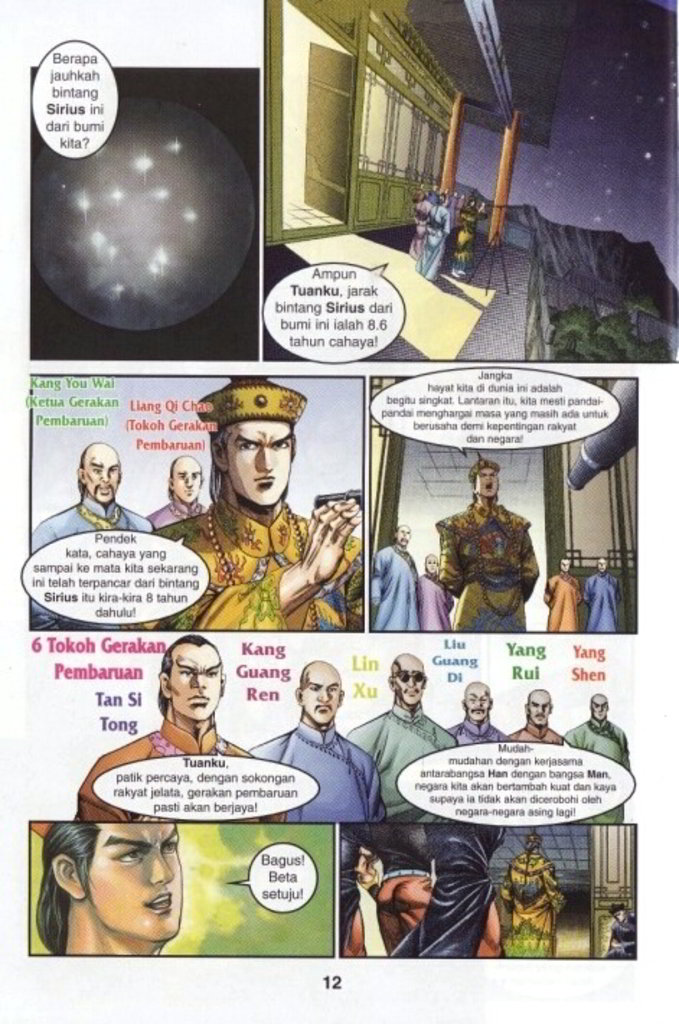 Berapa
jauhkah
bintang
Sirius ini
dari bumi
kita?
Ampun
Tuanku, jarak
bintang Sirius dari
bumi ini ialah 8.6
tahun cahaya!
Kang You Wai
(Ketua Gerakan
Pembaruan)
Liang Qi Chao
(Tokoh Gerakan
Pembaruan)
Pendek
kata, cahaya yang
sampai ke mata kita sekarang
ini telah terpancar dari bintang
Sirius itu kira-kira 8 tahun
dahulu!
Jangka
hayat kita di dunia ini adalah
begitu singkat. Lantaran itu, kita mesti pandai-
pandai menghargai masa yang masih ada untuk
berusaha demi kepentingan rakyat
dan negara!
6 Tokoh Gerakan
Pembaruan
Tan Si
Tong
Kang
Guang
Ren
Lin
Xu
Liu
Guang
Di
Yang
Rui
Yang
Shen
Tuanku,
patik percaya, dengan sokongan
rakyat jelata, gerakan pembaruan
pasti akan berjaya!
Mudah-
mudahan dengan kerjasama
antarabangsa Han dengan bangsa Man,
negara kita akan bertambah kuat dan kaya
supaya ia tidak akan dicerobohi oleh
negara-negara asing lagi!
Bagus!
Beta
setuju!
12